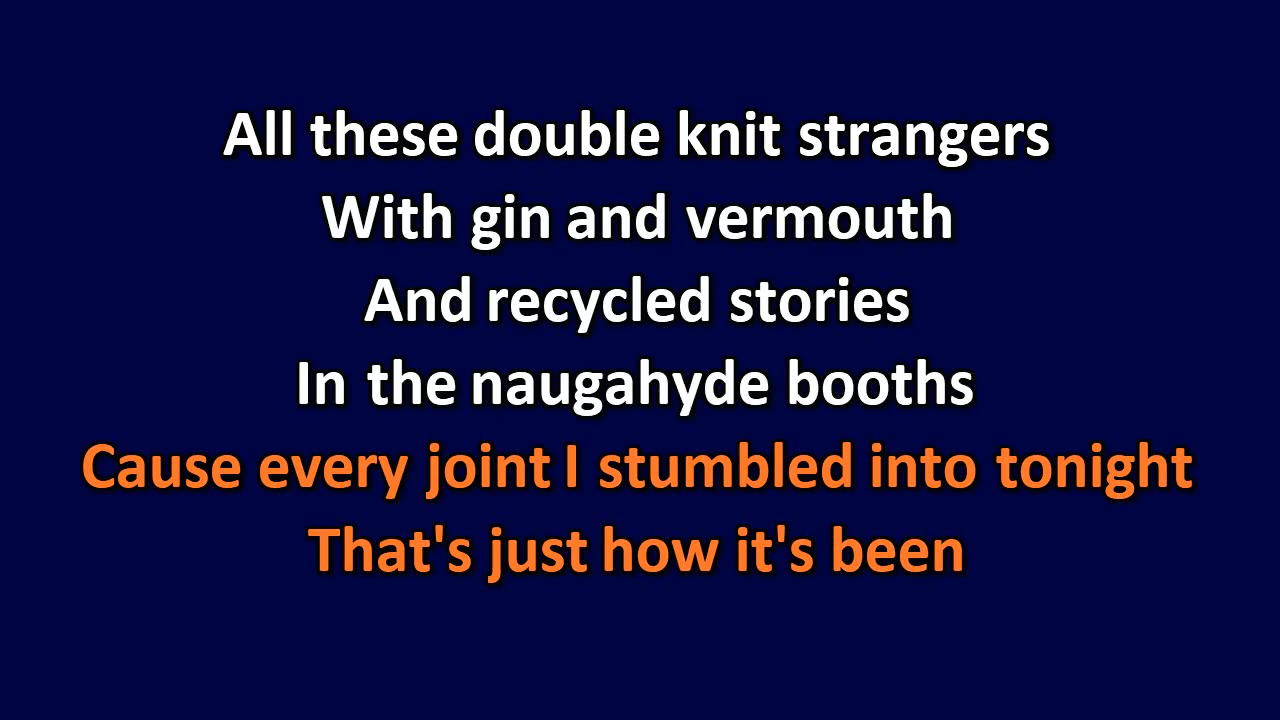 All these double knit strangers
With gin and vermouth
And recycled stories
In the naugahyde booths
Cause every joint I stumbled into tonight
That's just how it's been